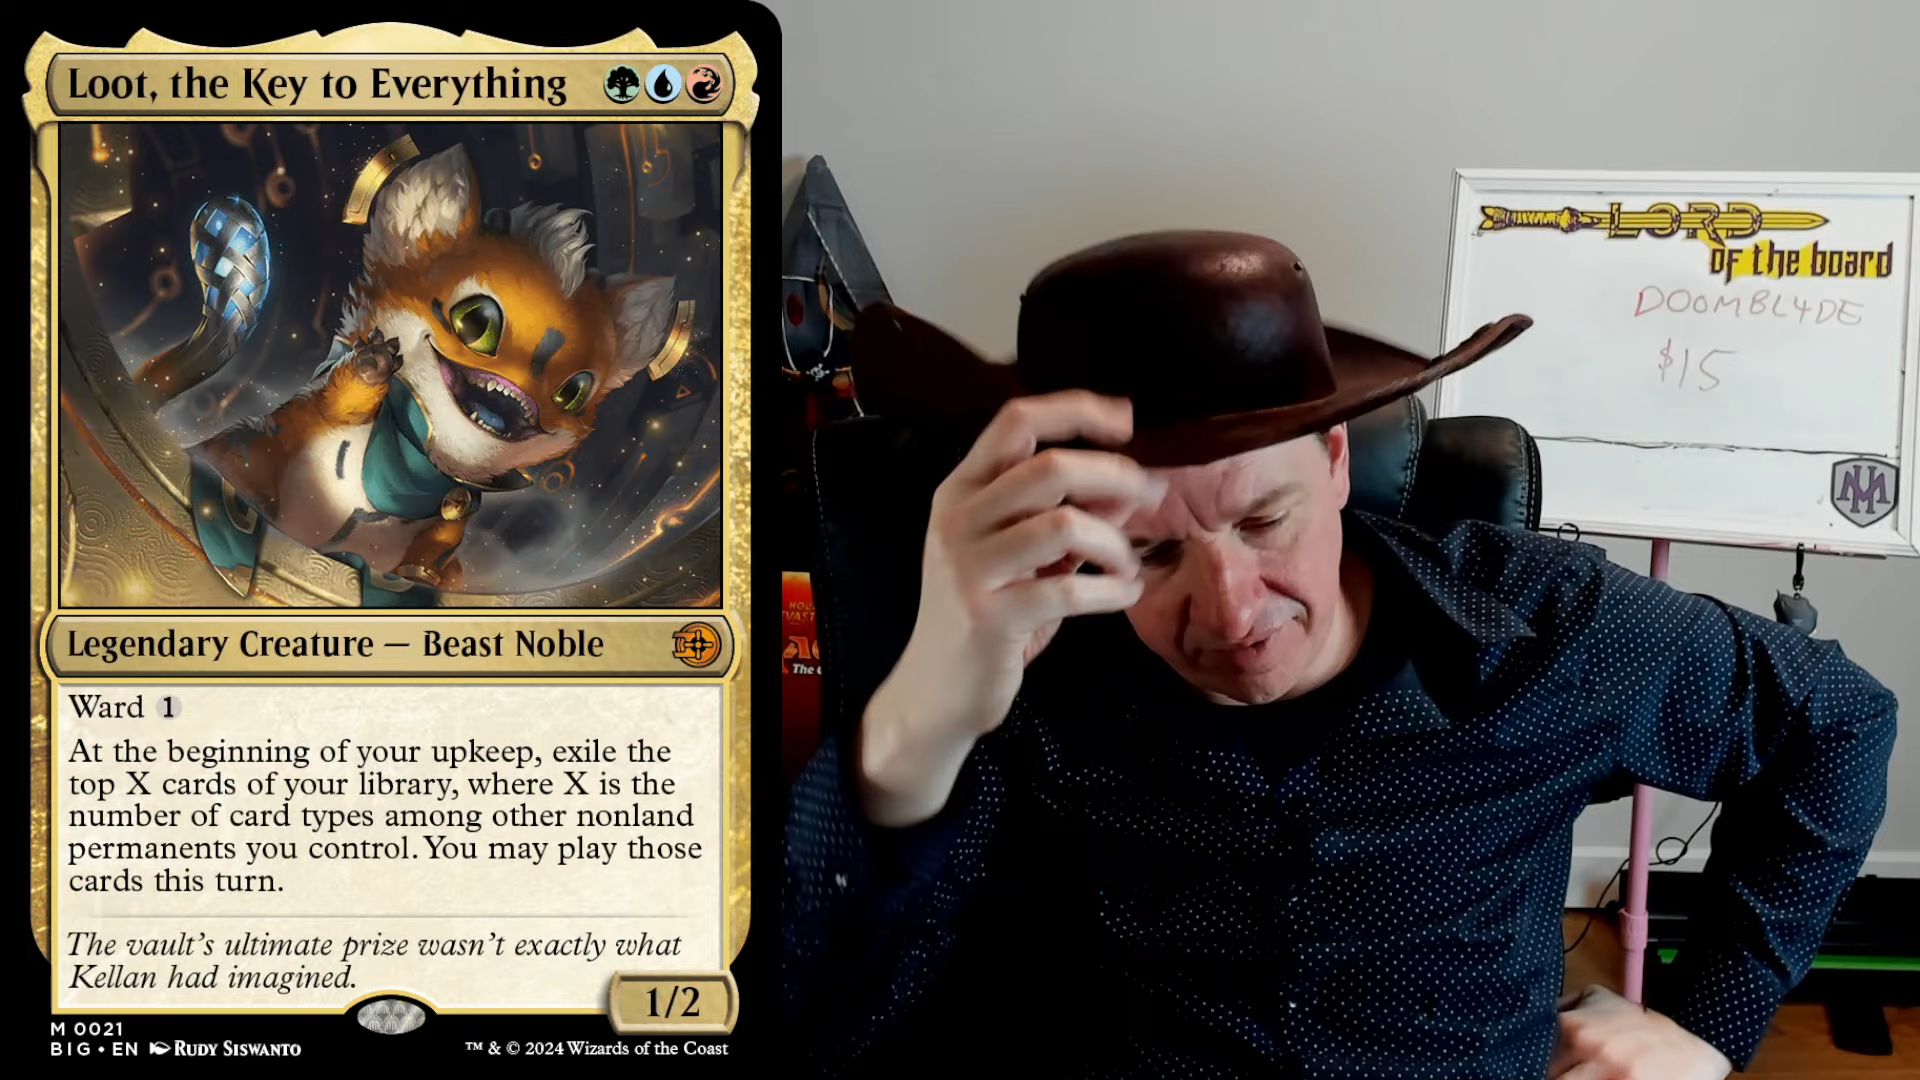 Loot, the Key to Everything
Legendary Creature — Beast Noble
Ward 1
At the beginning of your upkeep, exile the
top X cards of your library, where X is the
number of card types among other nonland
permanents you control. You may play those
cards this turn.
The vault's ultimate prize wasn't exactly what
Kellan had imagined.
1/2
M 0021
BIG • EN Rudy Siswanto
™ & © 2024 Wizards of the Coast
LORD
of the board
DOOMBL4DE
$15
The